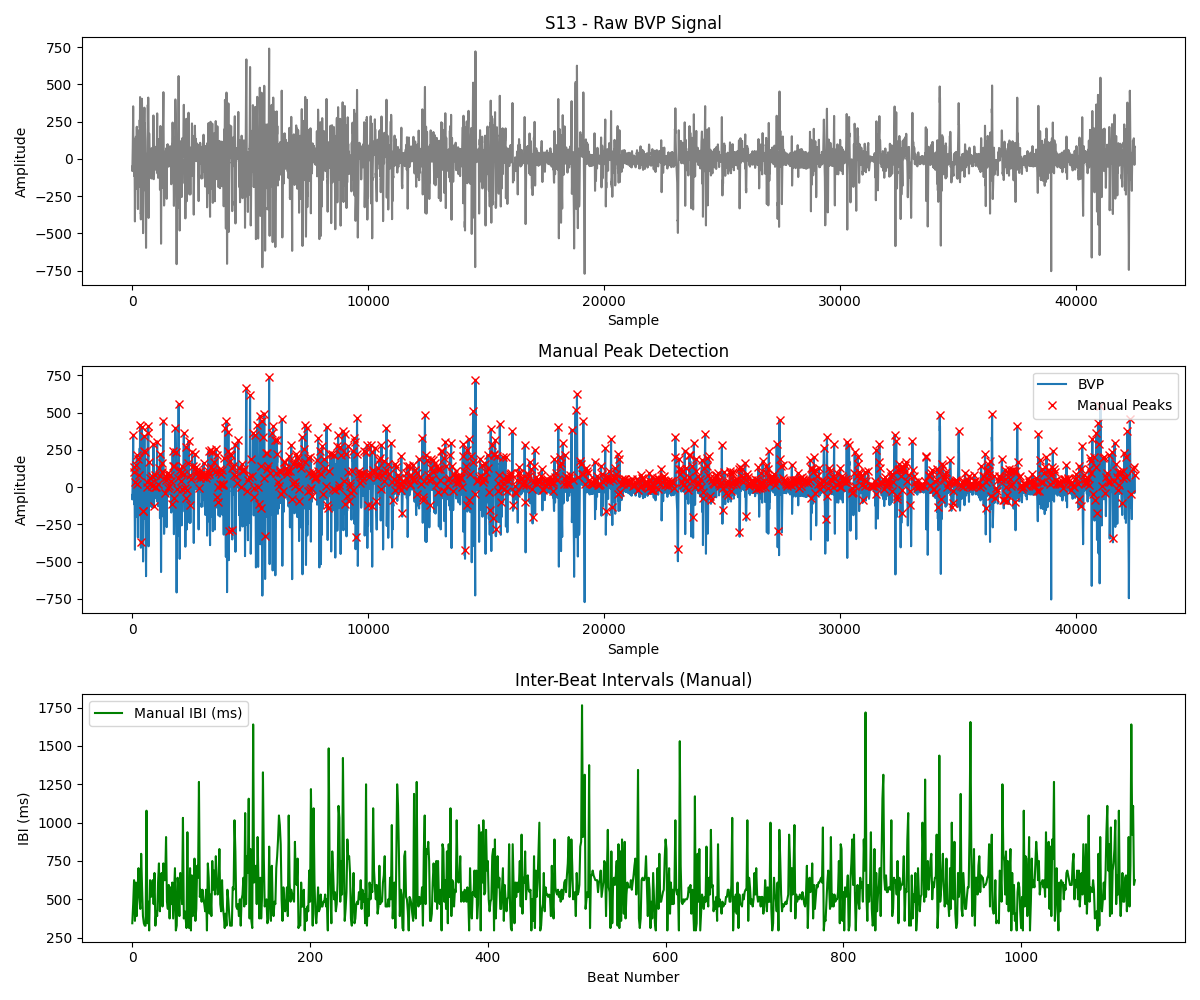 S13 - Raw BVP Signal
750
500
250
0
−250
−500
−750
Amplitude
0 10000 20000 30000 40000
Sample
Manual Peak Detection
750
500
250
0
−250
−500
−750
Amplitude
BVP
Manual Peaks
0 10000 20000 30000 40000
Sample
Inter-Beat Intervals (Manual)
1750
1500
1250
1000
750
500
250
IBI (ms)
Manual IBI (ms)
0 200 400 600 800 1000
Beat Number